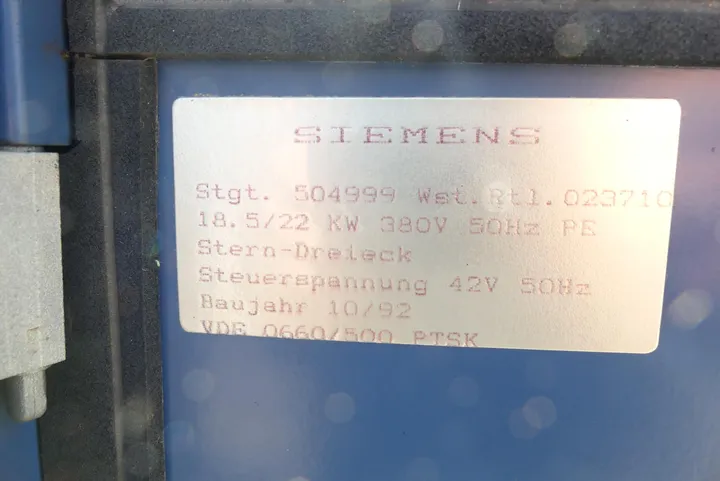 SIEMENS
Stgt. 504999 Wst.Rtl.023710
18.5/22 KW 380V 50Hz PE
Stern-Dreieck
Steuerspannung 42V 50Hz
Baujahr 10/92
VDE 0660/500 PTSK